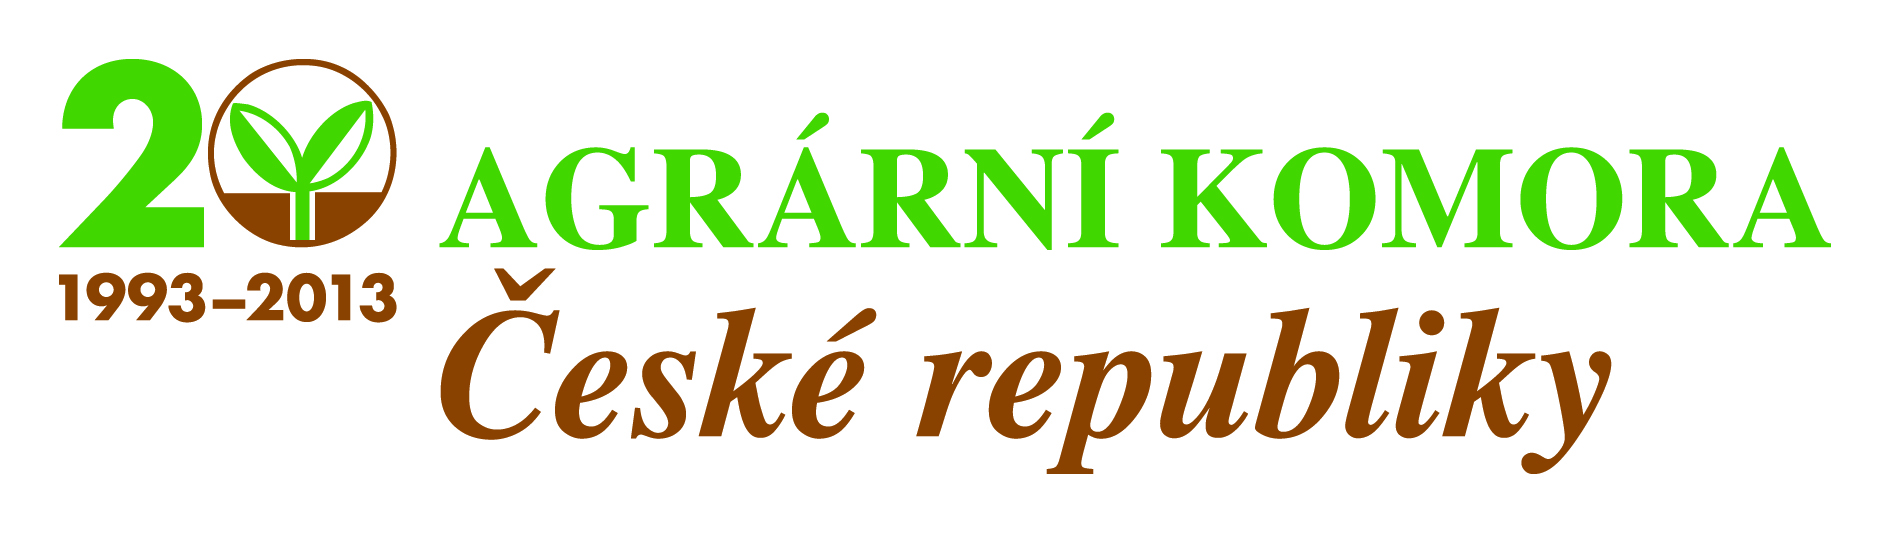 20
1993–2013
AGRÁRNÍ KOMORA
České republiky